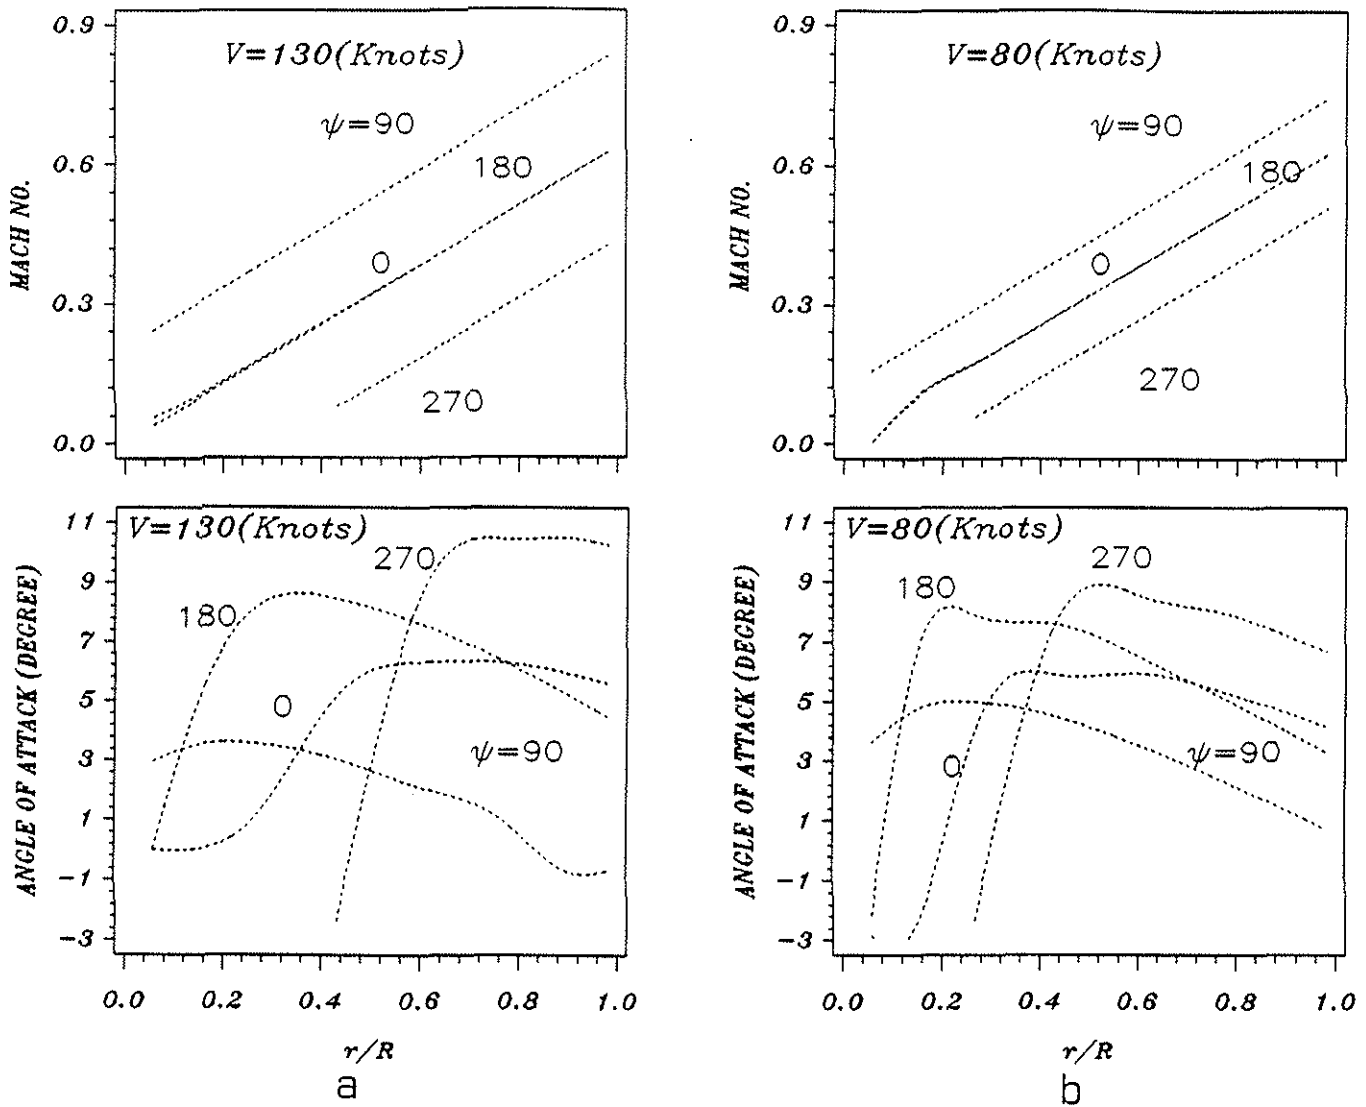 V=130(Knots)
ψ=90
180
0
270
0.9
0.6
0.3
0.0
MACH NO.
V=80(Knots)
ψ=90
180
0
270
0.9
0.6
0.3
0.0
MACH NO.
V=130(Knots)
270
180
0
ψ=90
11
9
7
5
3
1
−1
−3
ANGLE OF ATTACK (DEGREE)
0.0 0.2 0.4 0.6 0.8 1.0
r/R
a
V=80(Knots)
270
180
0
ψ=90
11
9
7
5
3
1
−1
−3
ANGLE OF ATTACK (DEGREE)
0.0 0.2 0.4 0.6 0.8 1.0
r/R
b